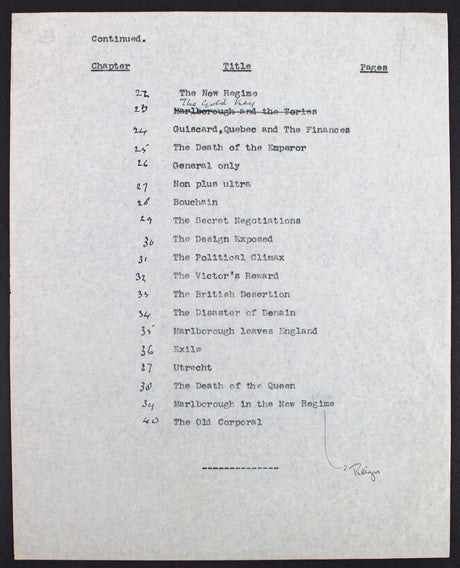 Continued.
Chapter Title Pages
22 The New Regime
The Gold Key
23 Marlborough and the Tories
24 Guiscard, Quebec and The Finances
25 The Death of the Emperor
26 General only
27 Non plus ultra
28 Bouchain
29 The Secret Negotiations
30 The Design Exposed
31 The Political Climax
32 The Victor's Reward
33 The British Desertion
34 The Disaster of Denain
35 Marlborough leaves England
36 Exile
37 Utrecht
38 The Death of the Queen
39 Marlborough in the New Regime
40 The Old Corporal
Reign